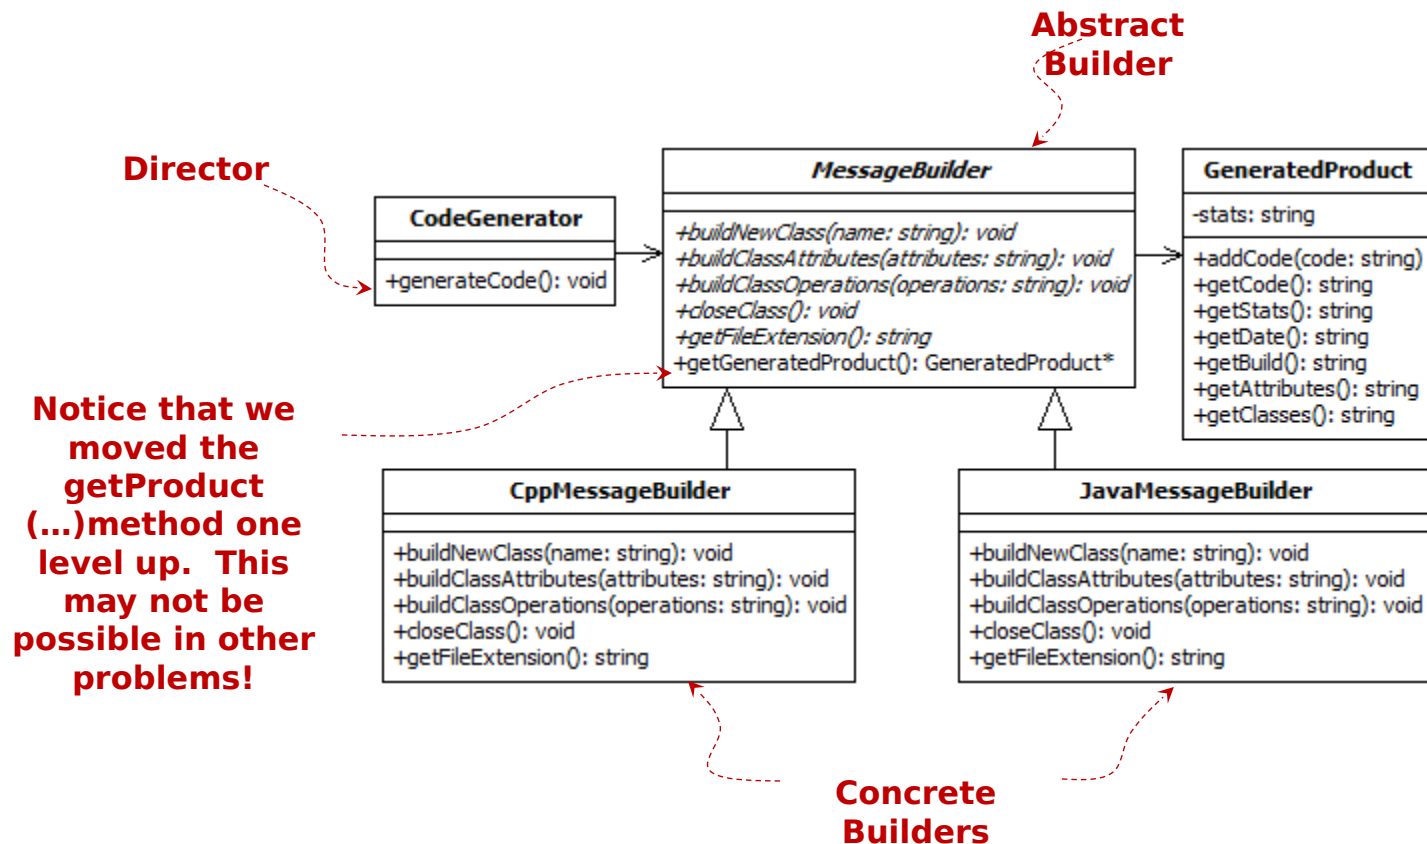 Abstract
Builder
Director
MessageBuilder
+buildNewClass(name: string): void
+buildClassAttributes(attributes: string): void
+buildClassOperations(operations: string): void
+closeClass(): void
+getFileExtension(): string
+getGeneratedProduct(): GeneratedProduct*
GeneratedProduct
-stats: string
+addCode(code: string)
+getCode(): string
+getStats(): string
+getDate(): string
+getBuild(): string
+getAttributes(): string
+getClasses(): string
CodeGenerator
+generateCode(): void
Notice that we
moved the
getProduct
(...)method one
level up.  This
may not be
possible in other
problems!
CppMessageBuilder
+buildNewClass(name: string): void
+buildClassAttributes(attributes: string): void
+buildClassOperations(operations: string): void
+closeClass(): void
+getFileExtension(): string
JavaMessageBuilder
+buildNewClass(name: string): void
+buildClassAttributes(attributes: string): void
+buildClassOperations(operations: string): void
+closeClass(): void
+getFileExtension(): string
Concrete
Builders